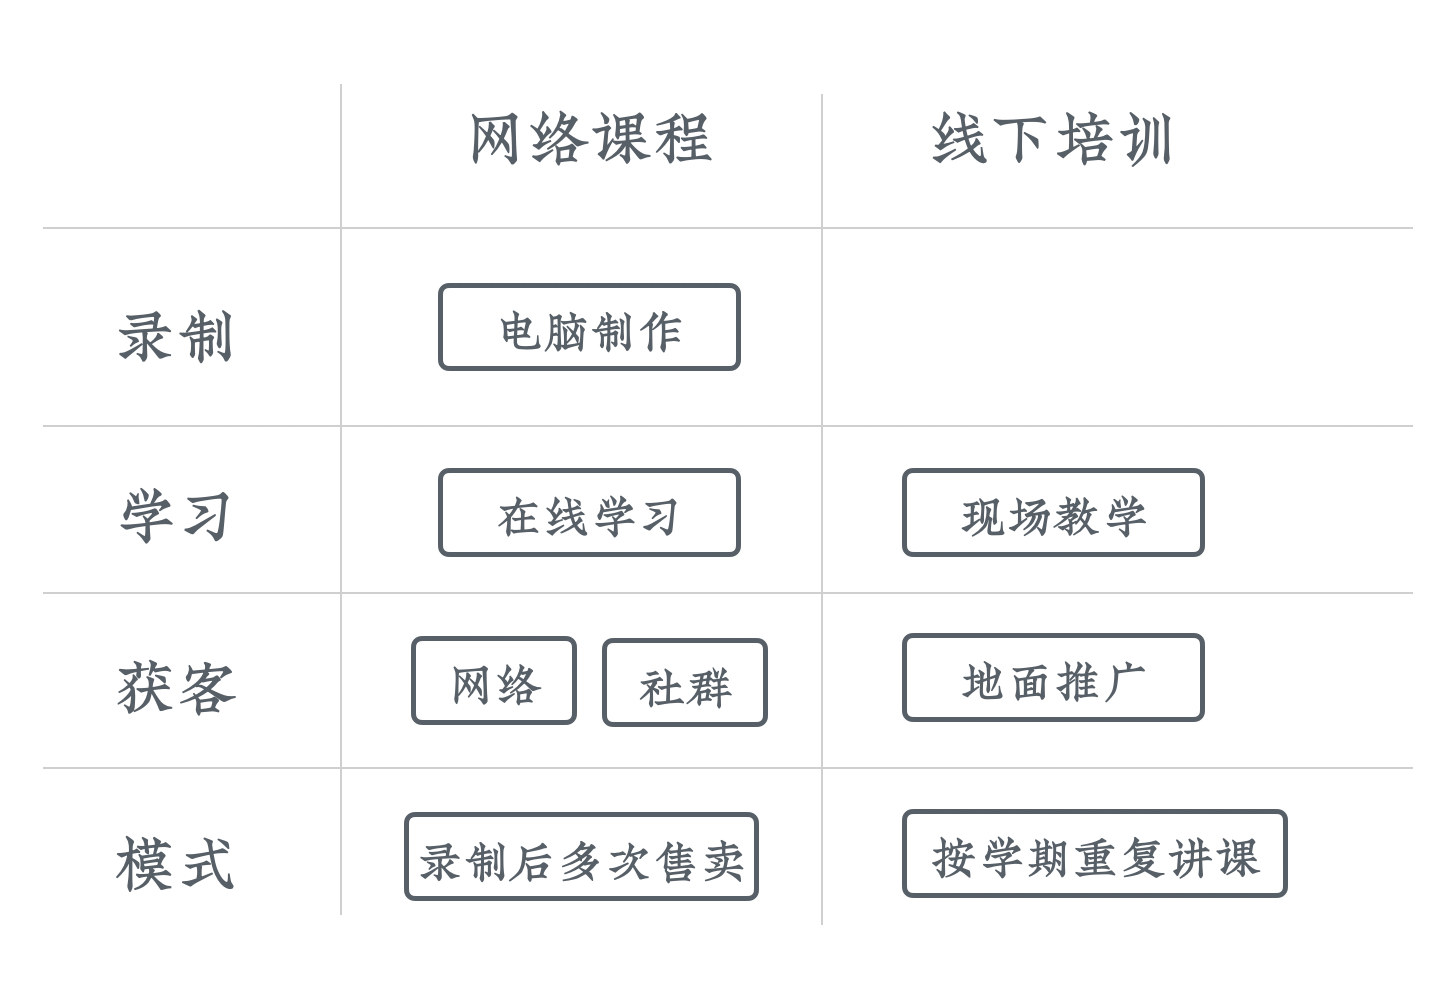 网络课程 线下培训
录制 电脑制作
学习 在线学习 现场教学
获客 网络 社群 地面推广
模式 录制后多次售卖 按学期重复讲课